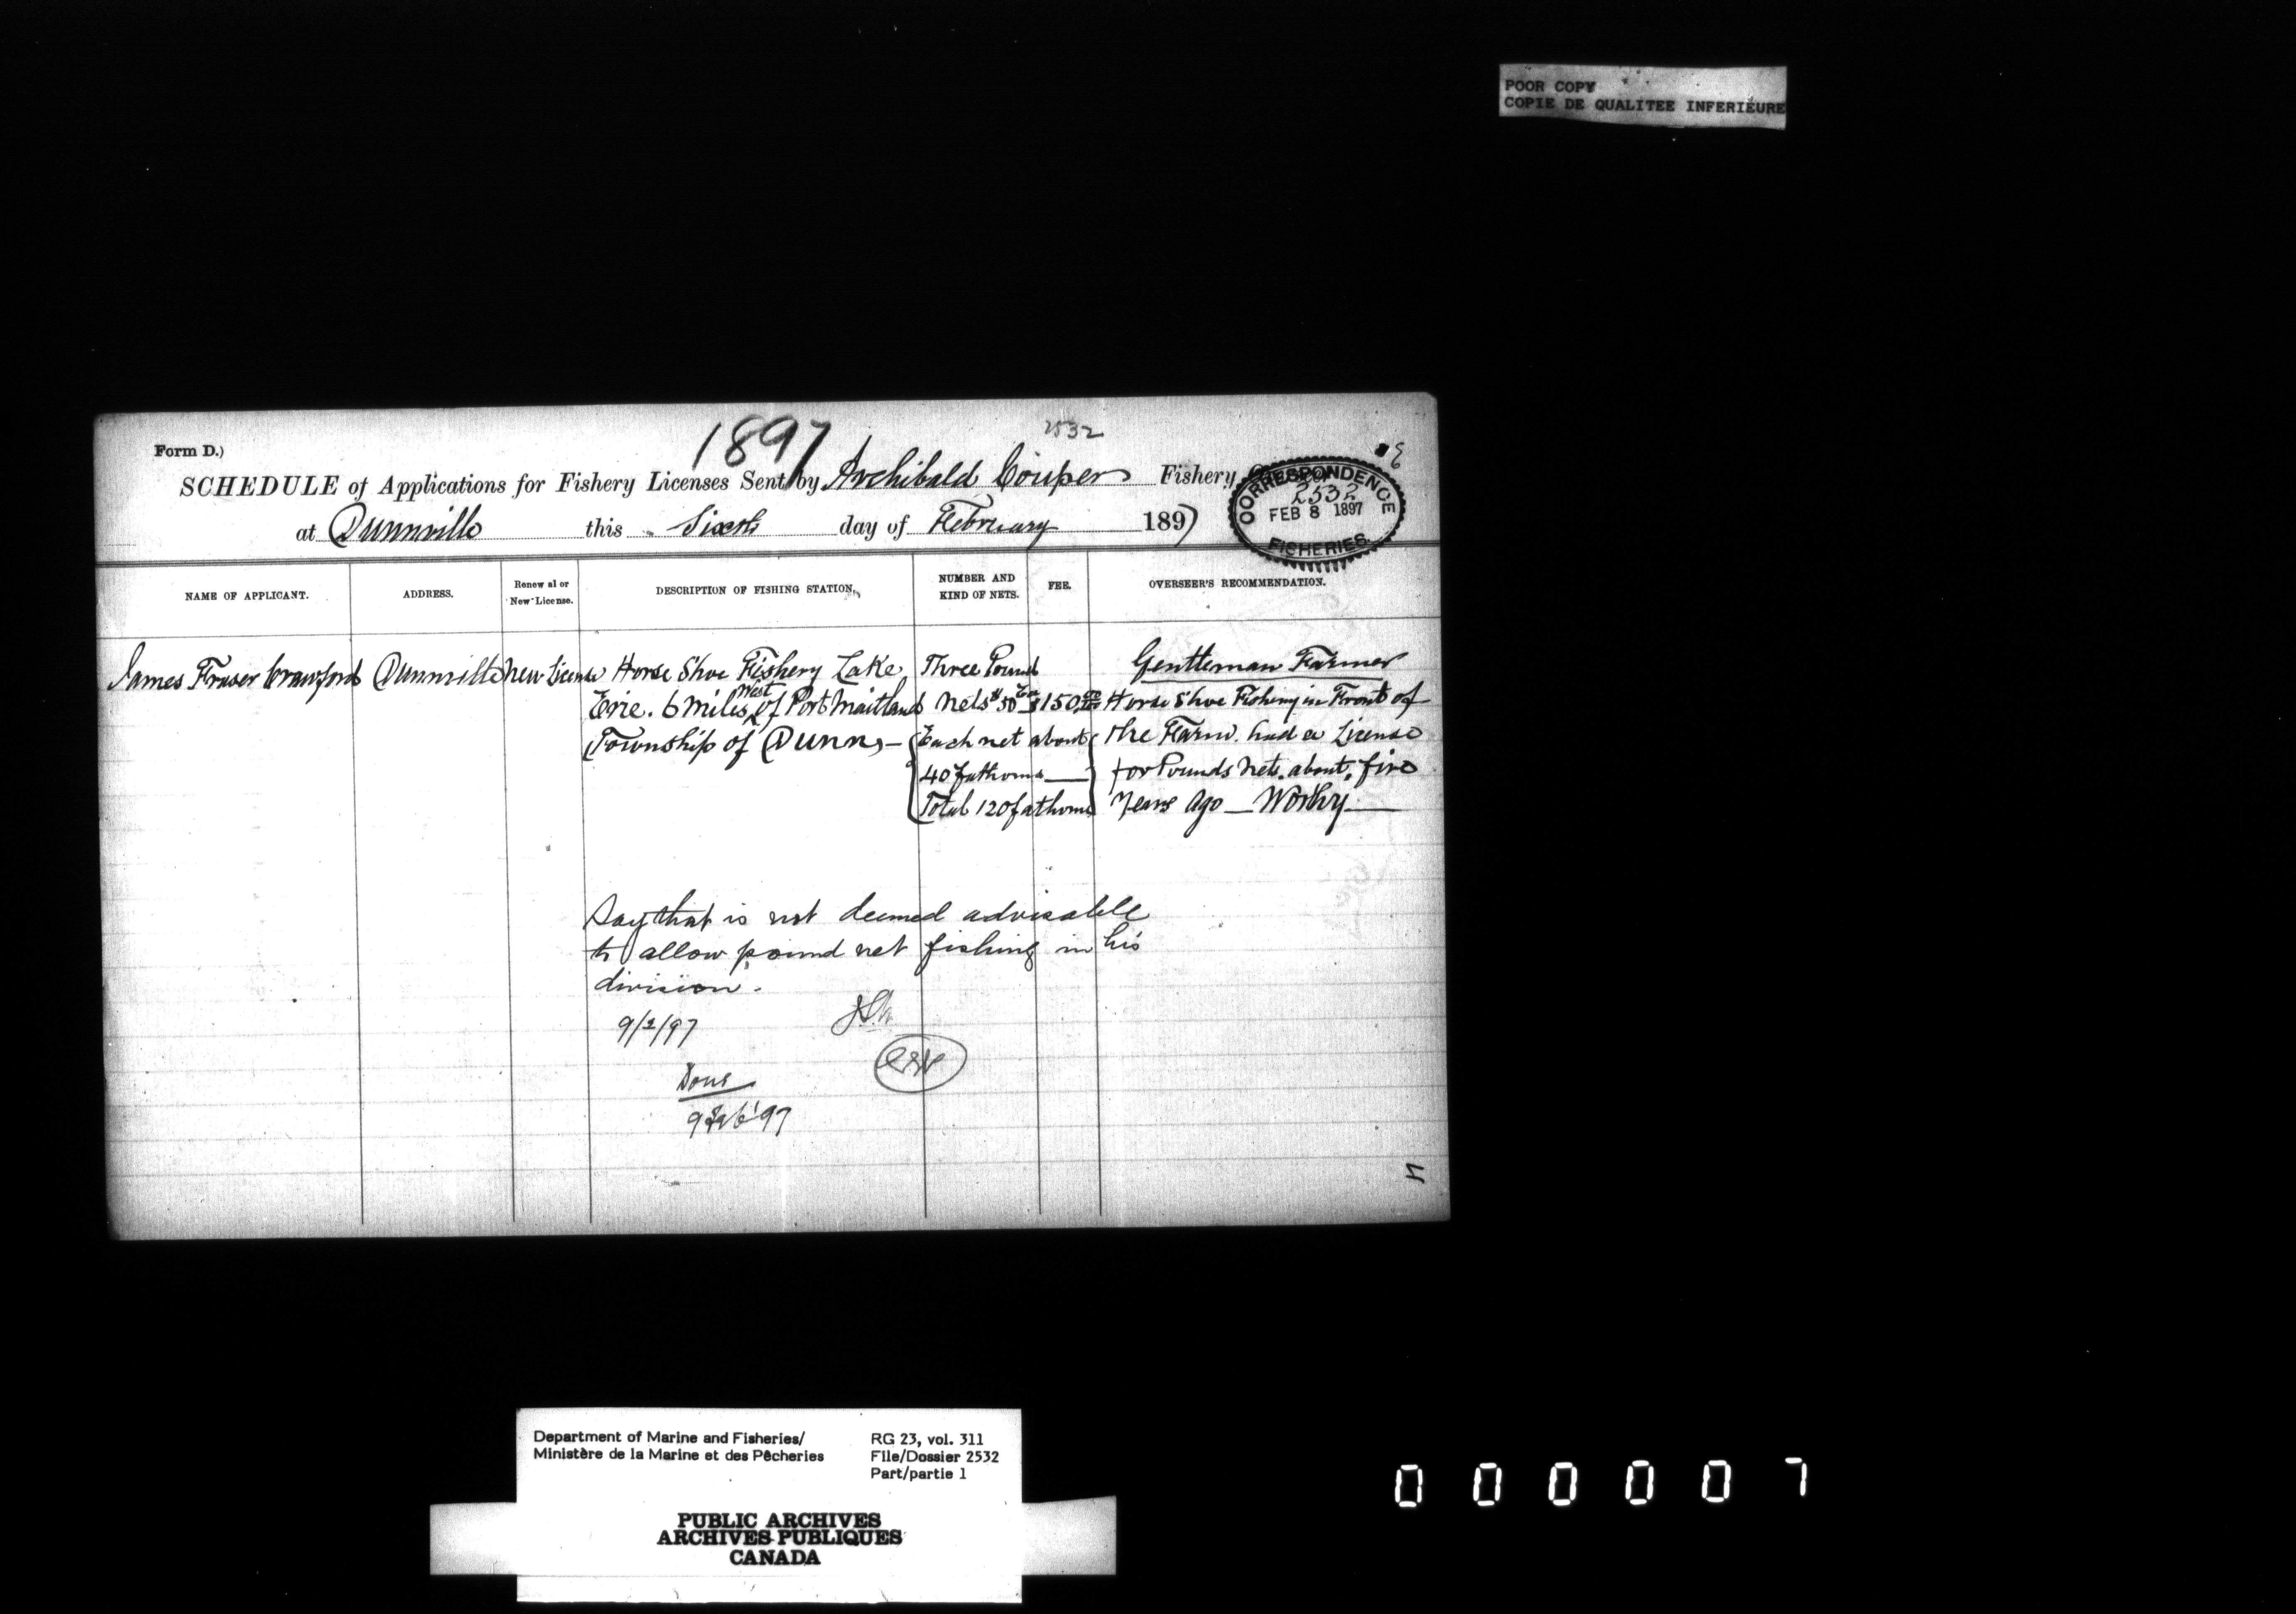 POOR COPY
COPIE DE QUALITEE INFERIEURE
1897
2532
Form D.)
SCHEDULE of Applications for Fishery Licenses Sent by Archibald Couper Fishery
at Dunnville this Sixth day of February 1897
CORRESPONDENCE
2532
FEB 8 1897
FISHERIES
NAME OF APPLICANT.
ADDRESS.
Renewal or
New License.
DESCRIPTION OF FISHING STATION.
NUMBER AND
KIND OF NETS.
FEE.
OVERSEER'S RECOMMENDATION.
James Fraser Crawford
Dunnville
New License
Horse Shoe Fishery Lake
Erie. 6 miles West of Port Maitland
Township of Dunn
Three Pound
Nets $50 Ea
Each net about
40 fathoms
Total 120 fathoms
$150.00
Gentleman Farmer
Horse Shoe Fishery in Front of
the Farm. had a License
for Pounds Nets. about. five
Years Ago — Worthy
Say that is not deemed advisable
to allow pound net fishing in his
division.
9/2/97
Done
9 Feb '97
5
Department of Marine and Fisheries/
Ministère de la Marine et des Pêcheries
RG 23, vol. 311
File/Dossier 2532
Part/partie 1
PUBLIC ARCHIVES
ARCHIVES PUBLIQUES
CANADA
000007